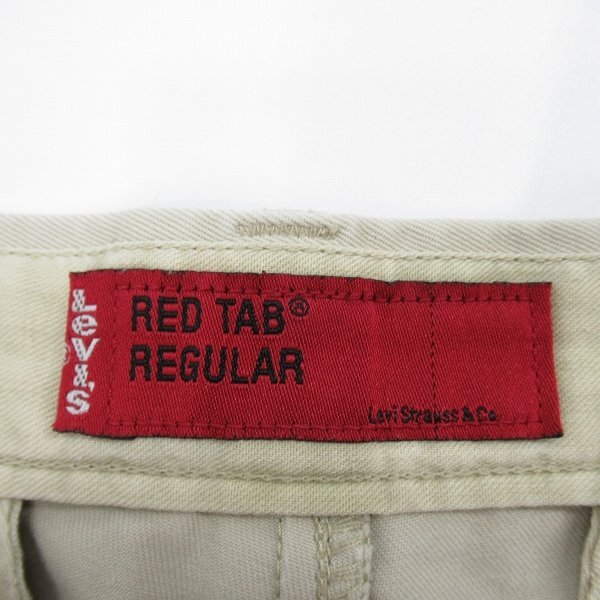 Levi's
®
RED TAB®
REGULAR
Levi Strauss & Co.